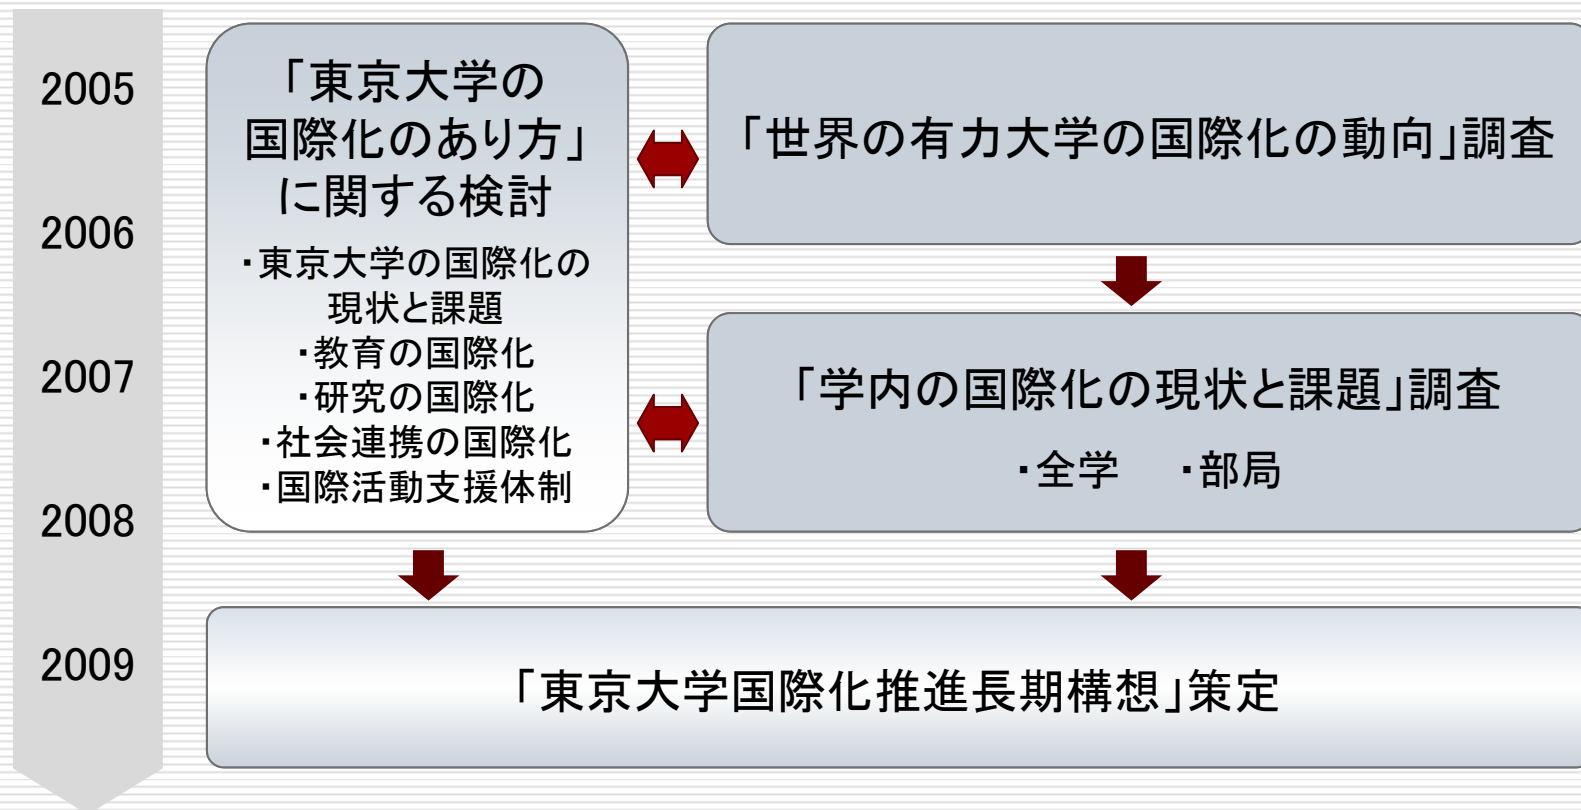 2005
2006
2007
2008
2009
「東京大学の
国際化のあり方」
に関する検討
・東京大学の国際化の
現状と課題
・教育の国際化
・研究の国際化
・社会連携の国際化
・国際活動支援体制
「世界の有力大学の国際化の動向」調査
「学内の国際化の現状と課題」調査
・全学　・部局
「東京大学国際化推進長期構想」策定